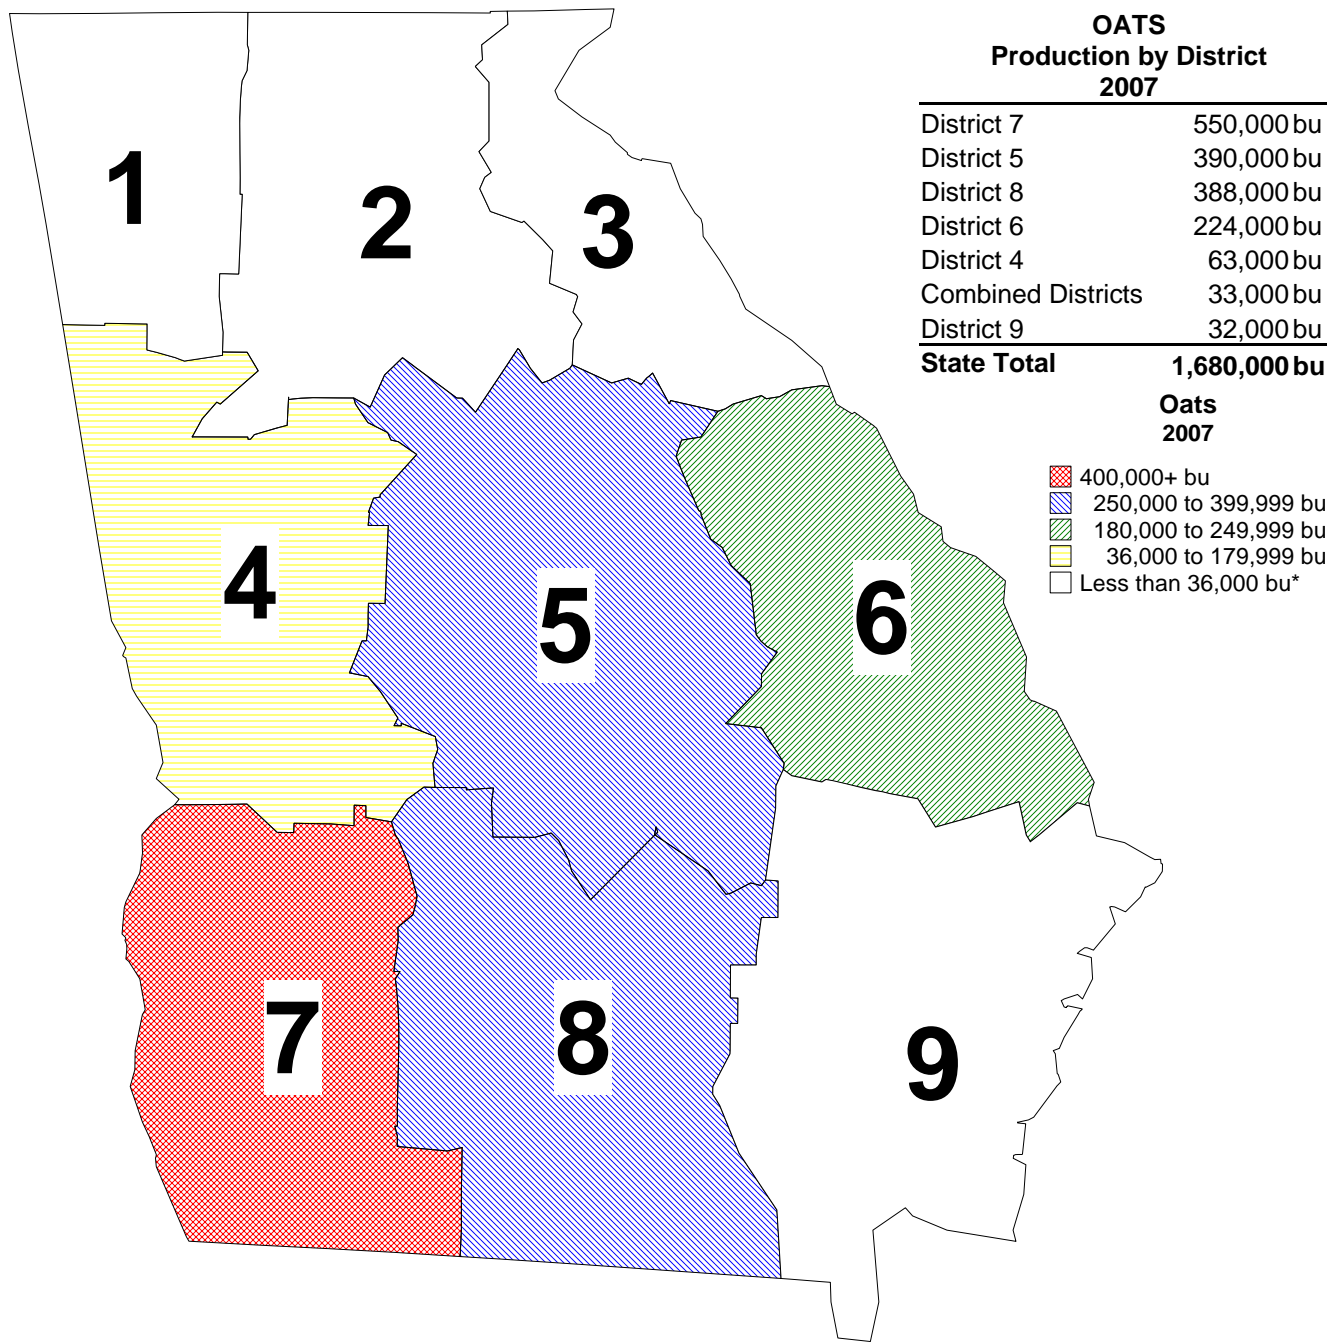 OATS
Production by District
2007
District 7 550,000 bu
District 5 390,000 bu
District 8 388,000 bu
District 6 224,000 bu
District 4 63,000 bu
Combined Districts 33,000 bu
District 9 32,000 bu
State Total 1,680,000 bu
Oats
2007
400,000+ bu
250,000 to 399,999 bu
180,000 to 249,999 bu
36,000 to 179,999 bu
Less than 36,000 bu*
1
2
3
4
5
6
7
8
9